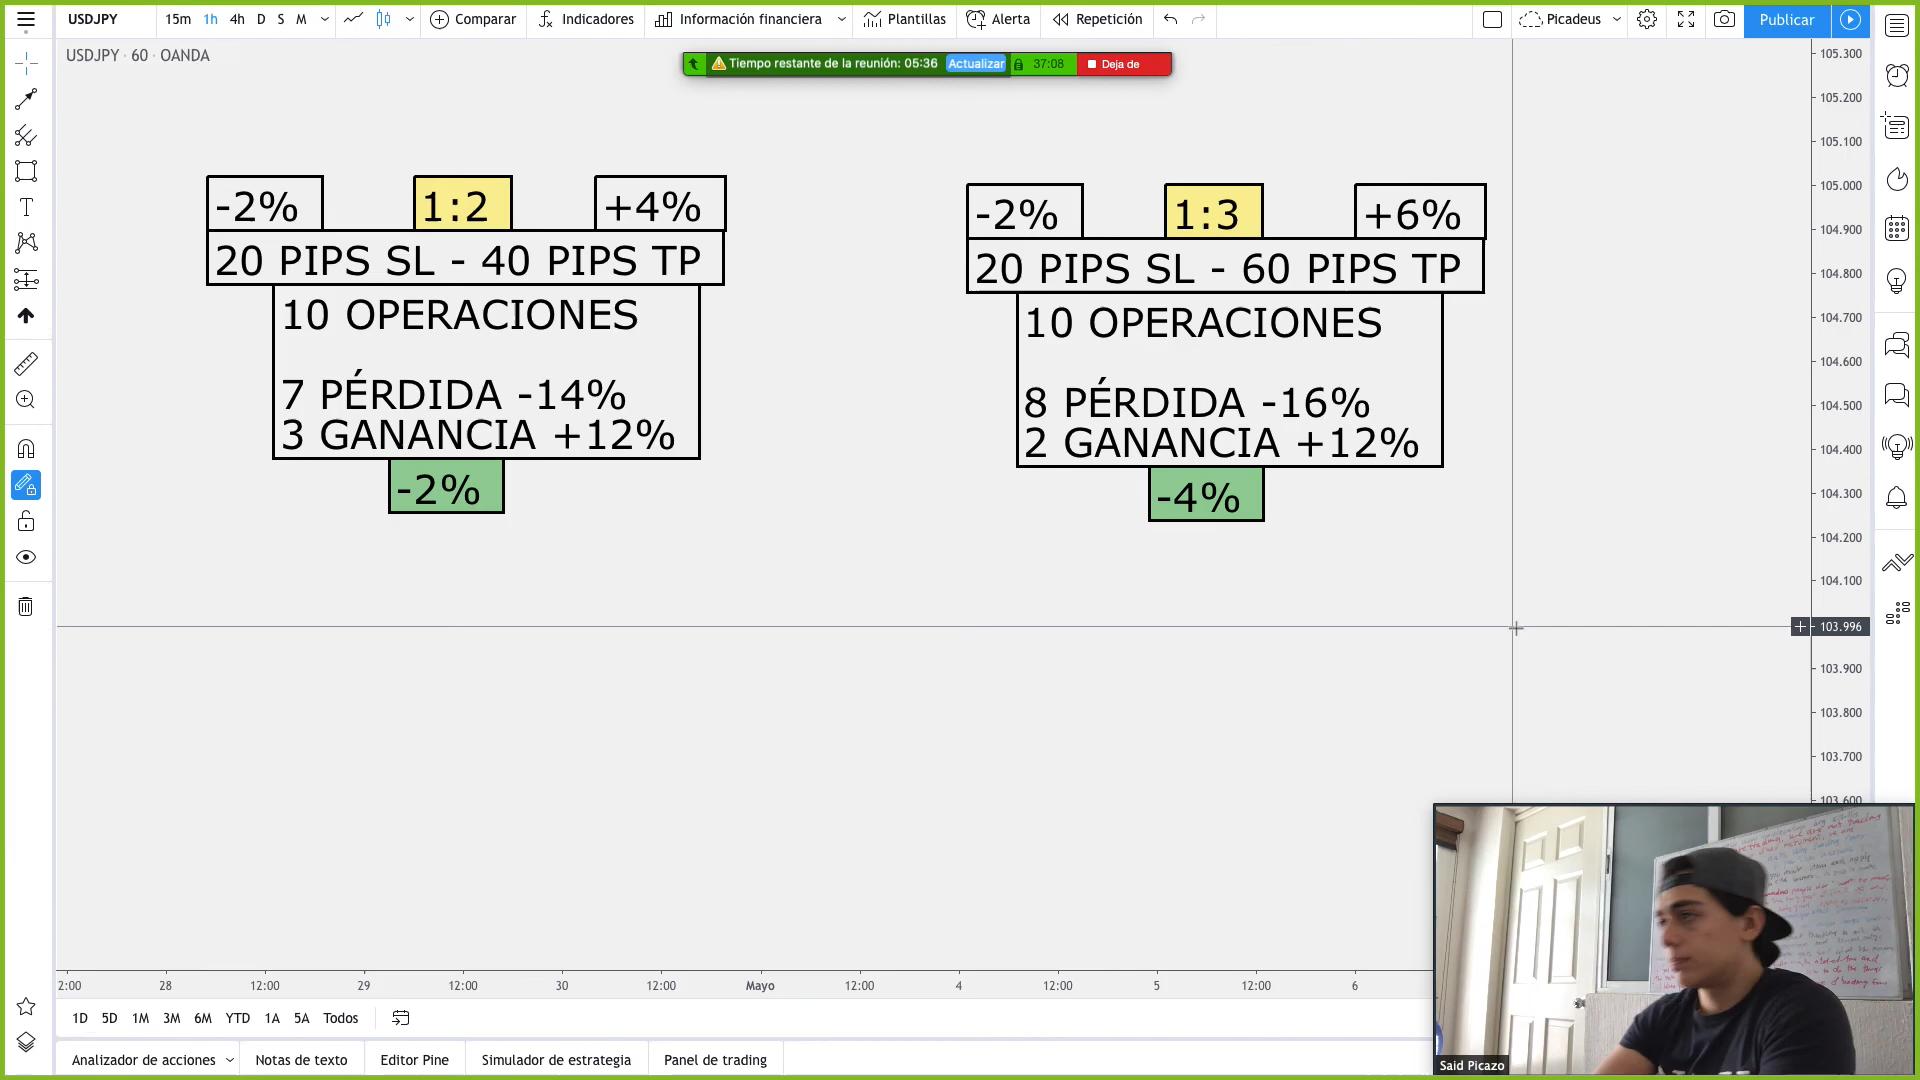 USDJPY 15m 1h 4h D S M Comparar Indicadores Información financiera Plantillas Alerta Repetición Picadeus Publicar
USDJPY · 60 · OANDA
Tiempo restante de la reunión: 05:36 Actualizar 37:08 Deja de
-2% 1:2 +4%
20 PIPS SL - 40 PIPS TP
10 OPERACIONES
7 PÉRDIDA -14%
3 GANANCIA +12%
-2%
-2% 1:3 +6%
20 PIPS SL - 60 PIPS TP
10 OPERACIONES
8 PÉRDIDA -16%
2 GANANCIA +12%
-4%
105.300
105.200
105.100
105.000
104.900
104.800
104.700
104.600
104.500
104.400
104.300
104.200
104.100
103.996
103.900
103.800
103.700
103.600
2:00 28 12:00 29 12:00 30 12:00 Mayo 12:00 4 12:00 5 12:00 6
1D 5D 1M 3M 6M YTD 1A 5A Todos
Analizador de acciones Notas de texto Editor Pine Simulador de estrategia Panel de trading
Said Picazo